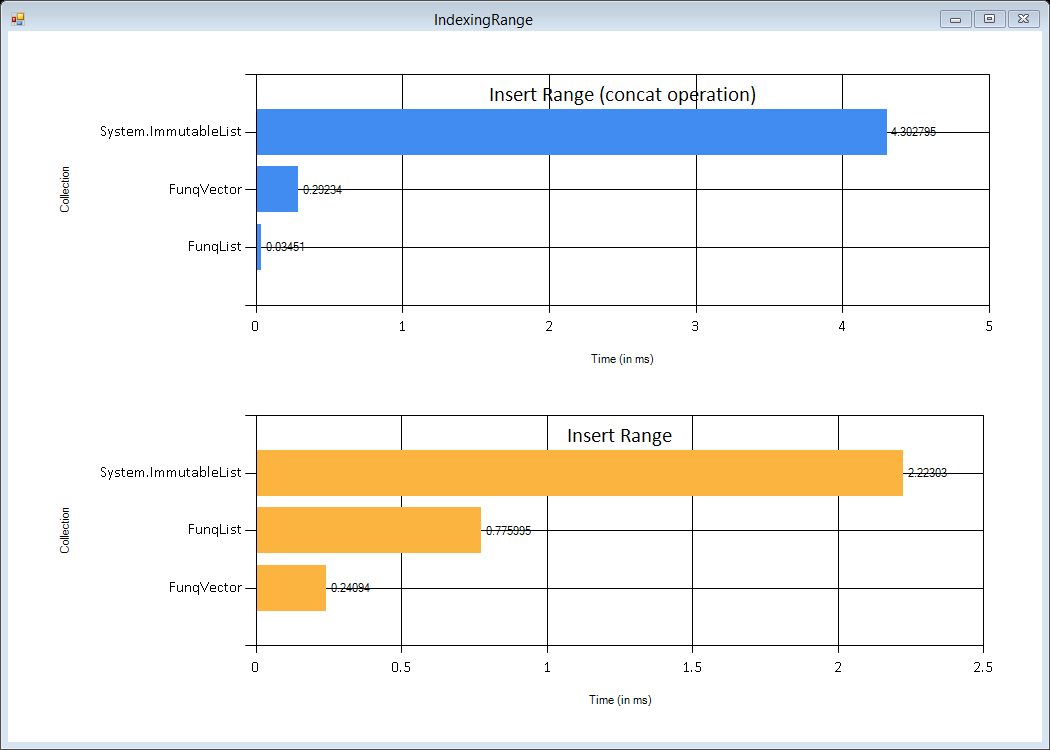 IndexingRange
Insert Range (concat operation)
Collection
System.ImmutableList
4.302795
FunqVector
0.29234
FunqList
0.03451
0 1 2 3 4 5
Time (in ms)
Insert Range
Collection
System.ImmutableList
2.22303
FunqList
0.775995
FunqVector
0.24094
0 0.5 1 1.5 2 2.5
Time (in ms)